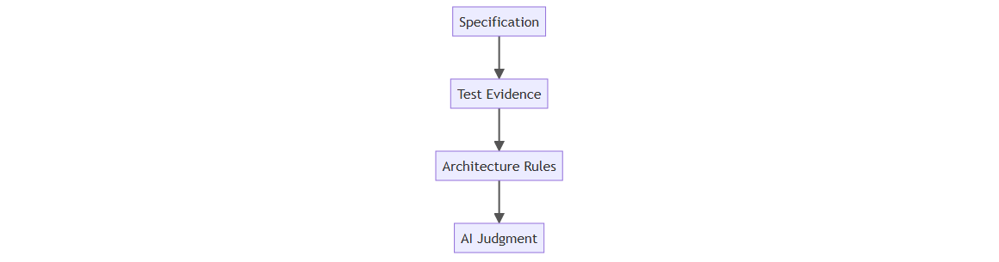 Specification
Test Evidence
Architecture Rules
AI Judgment